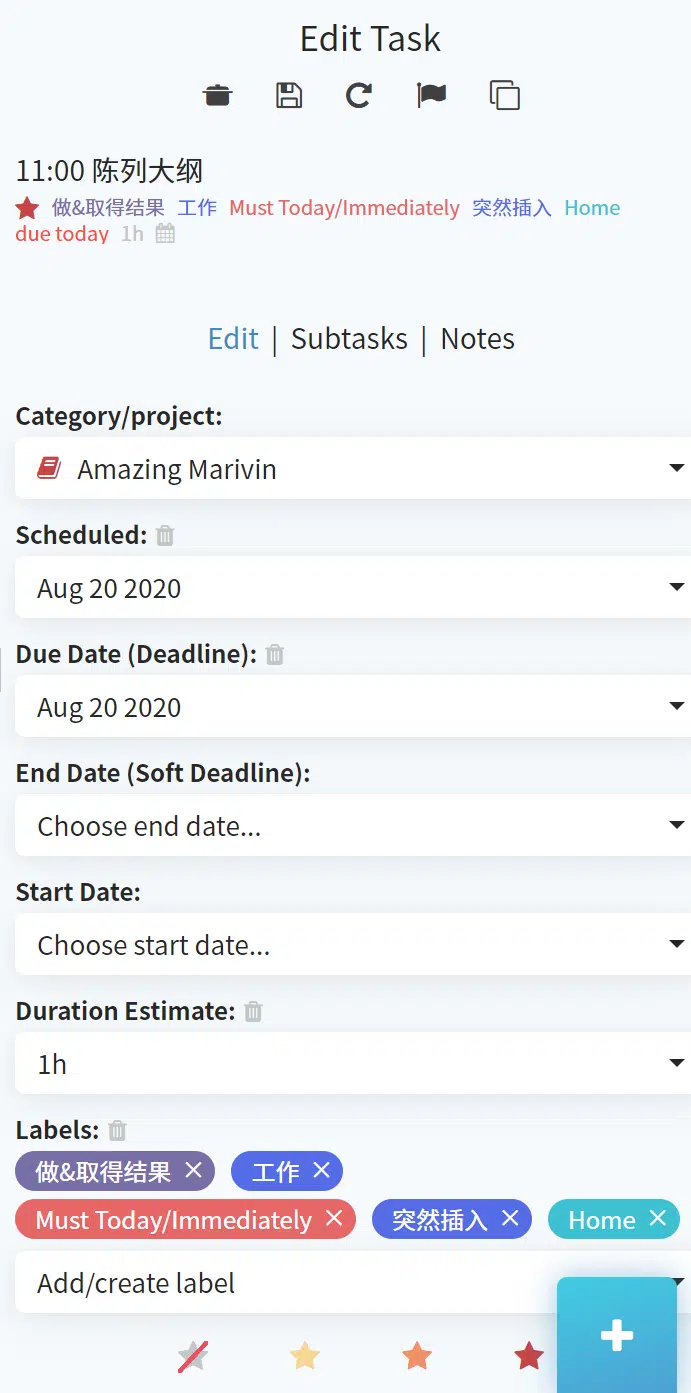 Edit Task
11:00 陈列大纲
做&取得结果 工作 Must Today/Immediately 突然插入 Home
due today 1h
Edit | Subtasks | Notes
Category/project:
Amazing Marivin
Scheduled:
Aug 20 2020
Due Date (Deadline):
Aug 20 2020
End Date (Soft Deadline):
Choose end date...
Start Date:
Choose start date...
Duration Estimate:
1h
Labels:
做&取得结果 × 工作 ×
Must Today/Immediately × 突然插入 × Home ×
Add/create label